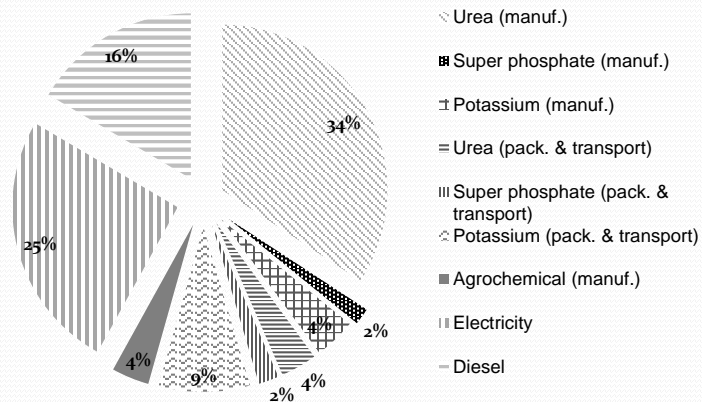 16%
34%
25%
2%
4%
4%
2%
9%
4%
Urea (manuf.)
Super phosphate (manuf.)
Potassium (manuf.)
Urea (pack. & transport)
Super phosphate (pack. &
transport)
Potassium (pack. & transport)
Agrochemical (manuf.)
Electricity
Diesel